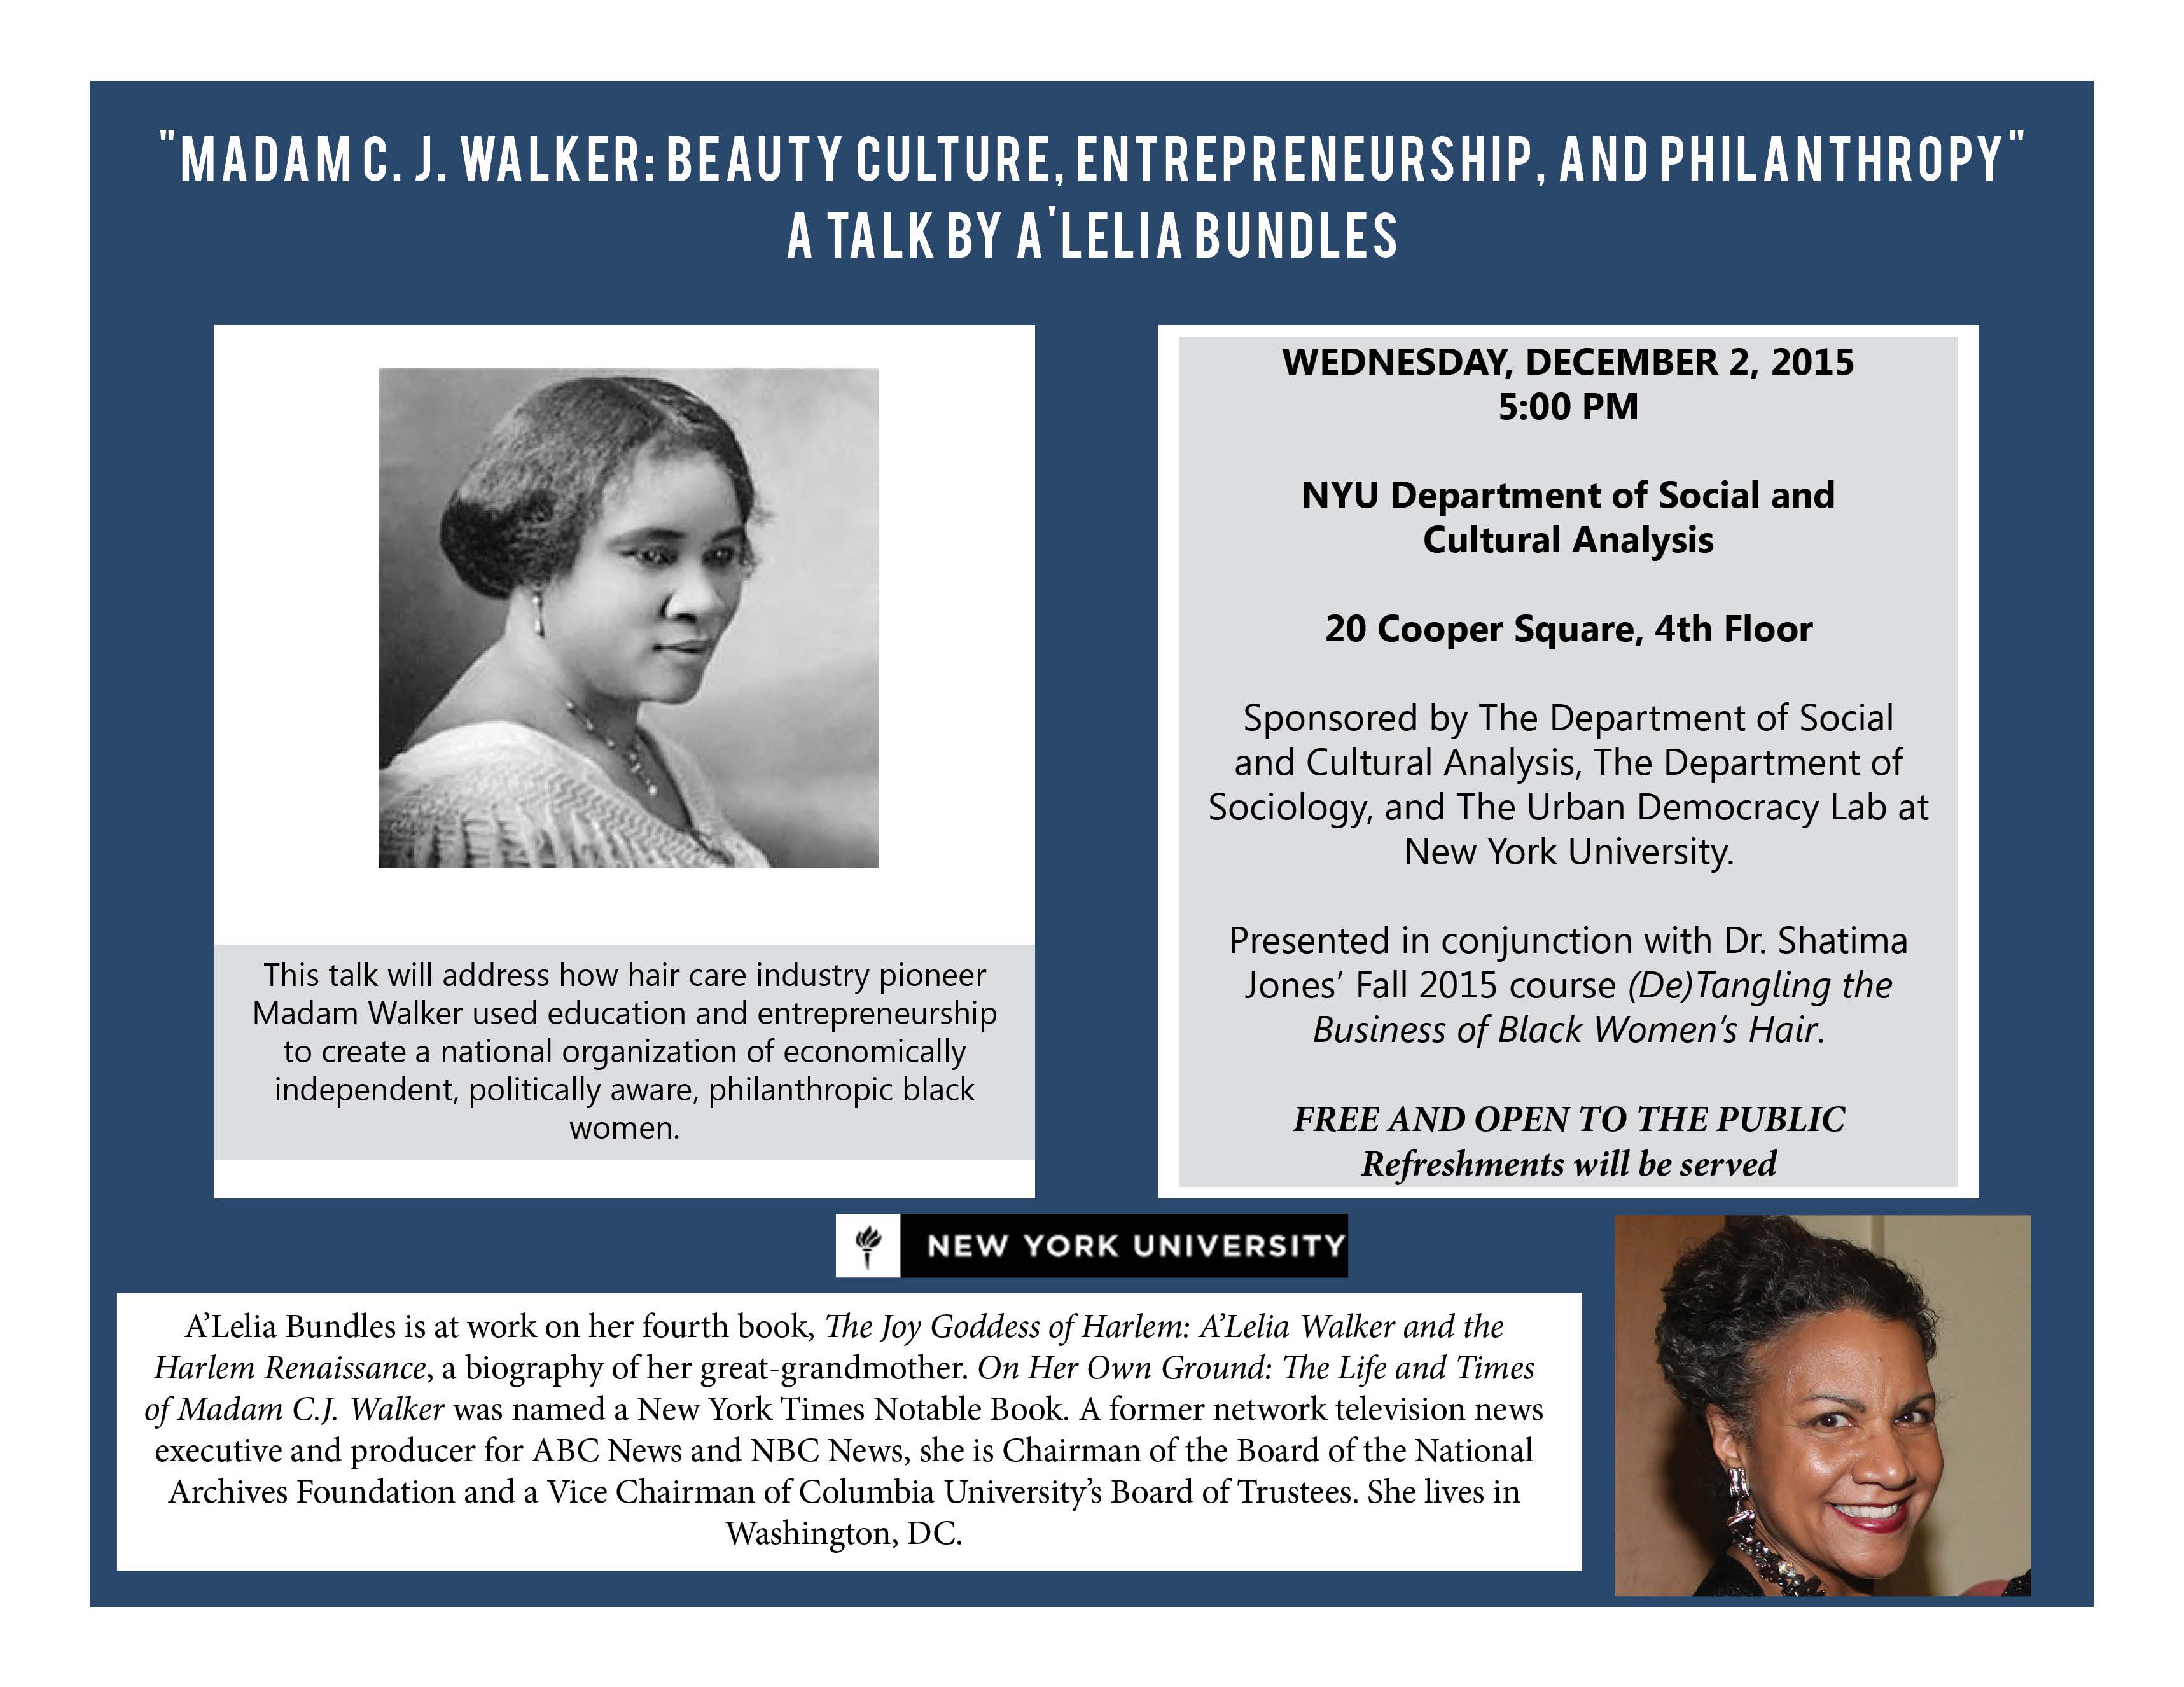 "MADAM C. J. WALKER: BEAUTY CULTURE, ENTREPRENEURSHIP, AND PHILANTHROPY"
A TALK BY A'LELIA BUNDLES
This talk will address how hair care industry pioneer
Madam Walker used education and entrepreneurship
to create a national organization of economically
independent, politically aware, philanthropic black
women.
WEDNESDAY, DECEMBER 2, 2015
5:00 PM
NYU Department of Social and
Cultural Analysis
20 Cooper Square, 4th Floor
Sponsored by The Department of Social
and Cultural Analysis, The Department of
Sociology, and The Urban Democracy Lab at
New York University.
Presented in conjunction with Dr. Shatima
Jones’ Fall 2015 course (De)Tangling the
Business of Black Women’s Hair.
FREE AND OPEN TO THE PUBLIC
Refreshments will be served
NEW YORK UNIVERSITY
A’Lelia Bundles is at work on her fourth book, The Joy Goddess of Harlem: A’Lelia Walker and the
Harlem Renaissance, a biography of her great-grandmother. On Her Own Ground: The Life and Times
of Madam C.J. Walker was named a New York Times Notable Book. A former network television news
executive and producer for ABC News and NBC News, she is Chairman of the Board of the National
Archives Foundation and a Vice Chairman of Columbia University’s Board of Trustees. She lives in
Washington, DC.